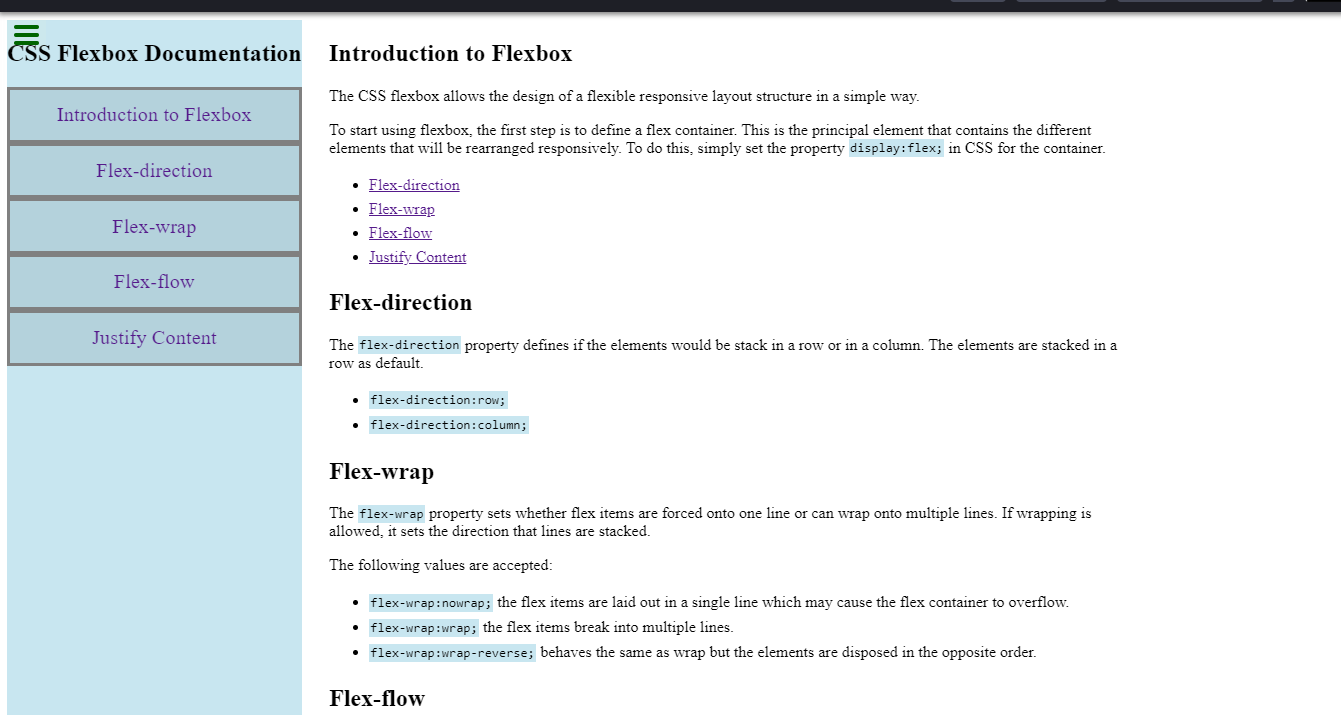 CSS Flexbox Documentation
Introduction to Flexbox
Flex-direction
Flex-wrap
Flex-flow
Justify Content
Introduction to Flexbox
The CSS flexbox allows the design of a flexible responsive layout structure in a simple way.
To start using flexbox, the first step is to define a flex container. This is the principal element that contains the different
elements that will be rearranged responsively. To do this, simply set the property display:flex; in CSS for the container.
• Flex-direction
• Flex-wrap
• Flex-flow
• Justify Content
Flex-direction
The flex-direction property defines if the elements would be stack in a row or in a column. The elements are stacked in a
row as default.
• flex-direction:row;
• flex-direction:column;
Flex-wrap
The flex-wrap property sets whether flex items are forced onto one line or can wrap onto multiple lines. If wrapping is
allowed, it sets the direction that lines are stacked.
The following values are accepted:
• flex-wrap:nowrap; the flex items are laid out in a single line which may cause the flex container to overflow.
• flex-wrap:wrap; the flex items break into multiple lines.
• flex-wrap:wrap-reverse; behaves the same as wrap but the elements are disposed in the opposite order.
Flex-flow